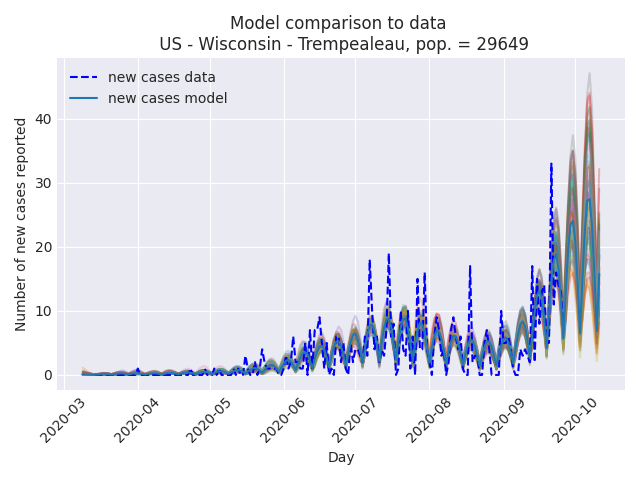 Model comparison to data
US - Wisconsin - Trempealeau, pop. = 29649
new cases data
new cases model
Number of new cases reported
40
30
20
10
0
2020-03
2020-04
2020-05
2020-06
2020-07
2020-08
2020-09
2020-10
Day